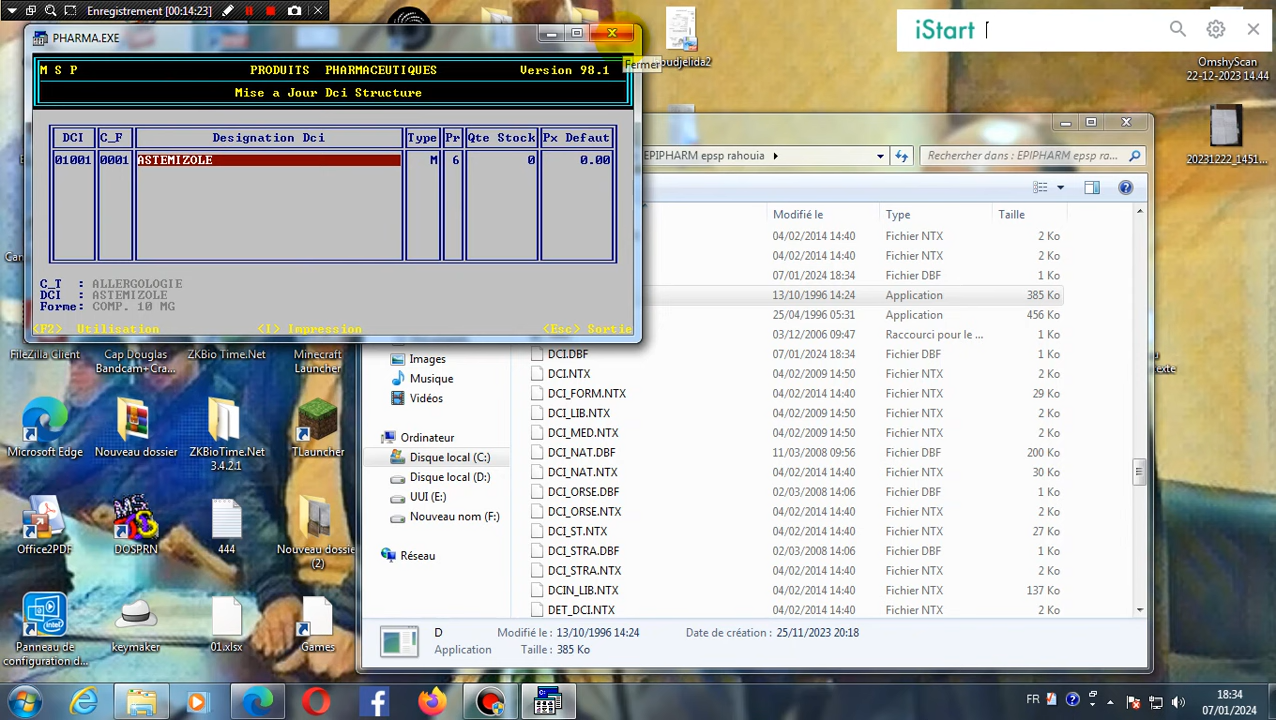 Enregistrement [00:14:23]
PHARMA.EXE
Fermer
M S P PRODUITS PHARMACEUTIQUES Version 98.1
Mise a Jour Dci Structure
DCI C_F Designation Dci Type Pr Qte Stock Px Defaut
01001 0001 ASTEMIZOLE M 6 0 0.00
C_T : ALLERGOLOGIE
DCI : ASTEMIZOLE
Forme: COMP. 10 MG
<F2> Utilisation <I> Impression <Esc> Sortie
iStart
oudjelida2
OmshyScan
22-12-2023 14.44
20231222_1451...
EPIPHARM epsp rahouia
Rechercher dans : EPIPHARM epsp ra...
Modifié le Type Taille
04/02/2014 14:40 Fichier NTX 2 Ko
04/02/2014 14:40 Fichier NTX 2 Ko
07/01/2024 18:34 Fichier DBF 1 Ko
13/10/1996 14:24 Application 385 Ko
25/04/1996 05:31 Application 456 Ko
03/12/2006 09:47 Raccourci pour le ... 1 Ko
DCI.DBF 07/01/2024 18:34 Fichier DBF 1 Ko
DCI.NTX 04/02/2009 14:50 Fichier NTX 2 Ko
DCI_FORM.NTX 04/02/2014 14:40 Fichier NTX 29 Ko
DCI_LIB.NTX 04/02/2009 14:50 Fichier NTX 2 Ko
DCI_MED.NTX 04/02/2009 14:50 Fichier NTX 2 Ko
DCI_NAT.DBF 11/03/2008 09:56 Fichier DBF 200 Ko
DCI_NAT.NTX 04/02/2014 14:40 Fichier NTX 30 Ko
DCI_ORSE.DBF 02/03/2008 14:06 Fichier DBF 1 Ko
DCI_ORSE.NTX 04/02/2014 14:40 Fichier NTX 2 Ko
DCI_ST.NTX 04/02/2014 14:40 Fichier NTX 27 Ko
DCI_STRA.DBF 02/03/2008 14:06 Fichier DBF 1 Ko
DCI_STRA.NTX 04/02/2014 14:40 Fichier NTX 2 Ko
DCIN_LIB.NTX 04/02/2014 14:40 Fichier NTX 137 Ko
DET_DCI.NTX 04/02/2014 14:40 Fichier NTX 2 Ko
Images
Musique
Vidéos
Ordinateur
Disque local (C:)
Disque local (D:)
UUI (E:)
Nouveau nom (F:)
Réseau
D Modifié le : 13/10/1996 14:24 Date de création : 25/11/2023 20:18
Application Taille : 385 Ko
FileZilla Client
Cap Douglas Bandcam+Cra...
ZKBio Time.Net
Minecraft Launcher
Microsoft Edge
Nouveau dossier
ZKBioTime.Net 3.4.2.1
TLauncher
Office2PDF
DOSPRN
444
Nouveau dossier (2)
Panneau de configuration d...
keymaker
01.xlsx
Games
FR
18:34
07/01/2024